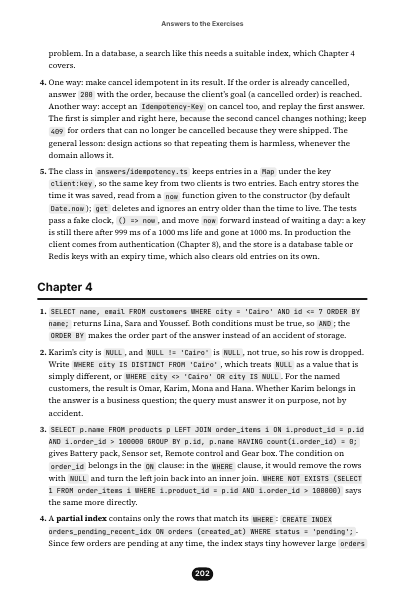 Answers to the Exercises
problem. In a database, a search like this needs a suitable index, which Chapter 4
covers.
4. One way: make cancel idempotent in its result. If the order is already cancelled,
answer 200 with the order, because the client's goal (a cancelled order) is reached.
Another way: accept an Idempotency-Key on cancel too, and replay the first answer.
The first is simpler and right here, because the second cancel changes nothing; keep
409 for orders that can no longer be cancelled because they were shipped. The
general lesson: design actions so that repeating them is harmless, whenever the
domain allows it.
5. The class in answers/idempotency.ts keeps entries in a Map under the key
client:key, so the same key from two clients is two entries. Each entry stores the
time it was saved, read from a now function given to the constructor (by default
Date.now); get deletes and ignores an entry older than the time to live. The tests
pass a fake clock, () => now, and move now forward instead of waiting a day: a key
is still there after 999 ms of a 1000 ms life and gone at 1000 ms. In production the
client comes from authentication (Chapter 8), and the store is a database table or
Redis keys with an expiry time, which also clears old entries on its own.
Chapter 4
1. SELECT name, email FROM customers WHERE city = 'Cairo' AND id <= 7 ORDER BY
name; returns Lina, Sara and Youssef. Both conditions must be true, so AND; the
ORDER BY makes the order part of the answer instead of an accident of storage.
2. Karim's city is NULL, and NULL != 'Cairo' is NULL, not true, so his row is dropped.
Write WHERE city IS DISTINCT FROM 'Cairo', which treats NULL as a value that is
simply different, or WHERE city <> 'Cairo' OR city IS NULL. For the named
customers, the result is Omar, Karim, Mona and Hana. Whether Karim belongs in
the answer is a business question; the query must answer it on purpose, not by
accident.
3. SELECT p.name FROM products p LEFT JOIN order_items i ON i.product_id = p.id
AND i.order_id > 100000 GROUP BY p.id, p.name HAVING count(i.order_id) = 0;
gives Battery pack, Sensor set, Remote control and Gear box. The condition on
order_id belongs in the ON clause: in the WHERE clause, it would remove the rows
with NULL and turn the left join back into an inner join. WHERE NOT EXISTS (SELECT
1 FROM order_items i WHERE i.product_id = p.id AND i.order_id > 100000) says
the same more directly.
4. A partial index contains only the rows that match its WHERE: CREATE INDEX
orders_pending_recent_idx ON orders (created_at) WHERE status = 'pending'; .
Since few orders are pending at any time, the index stays tiny however large orders
202